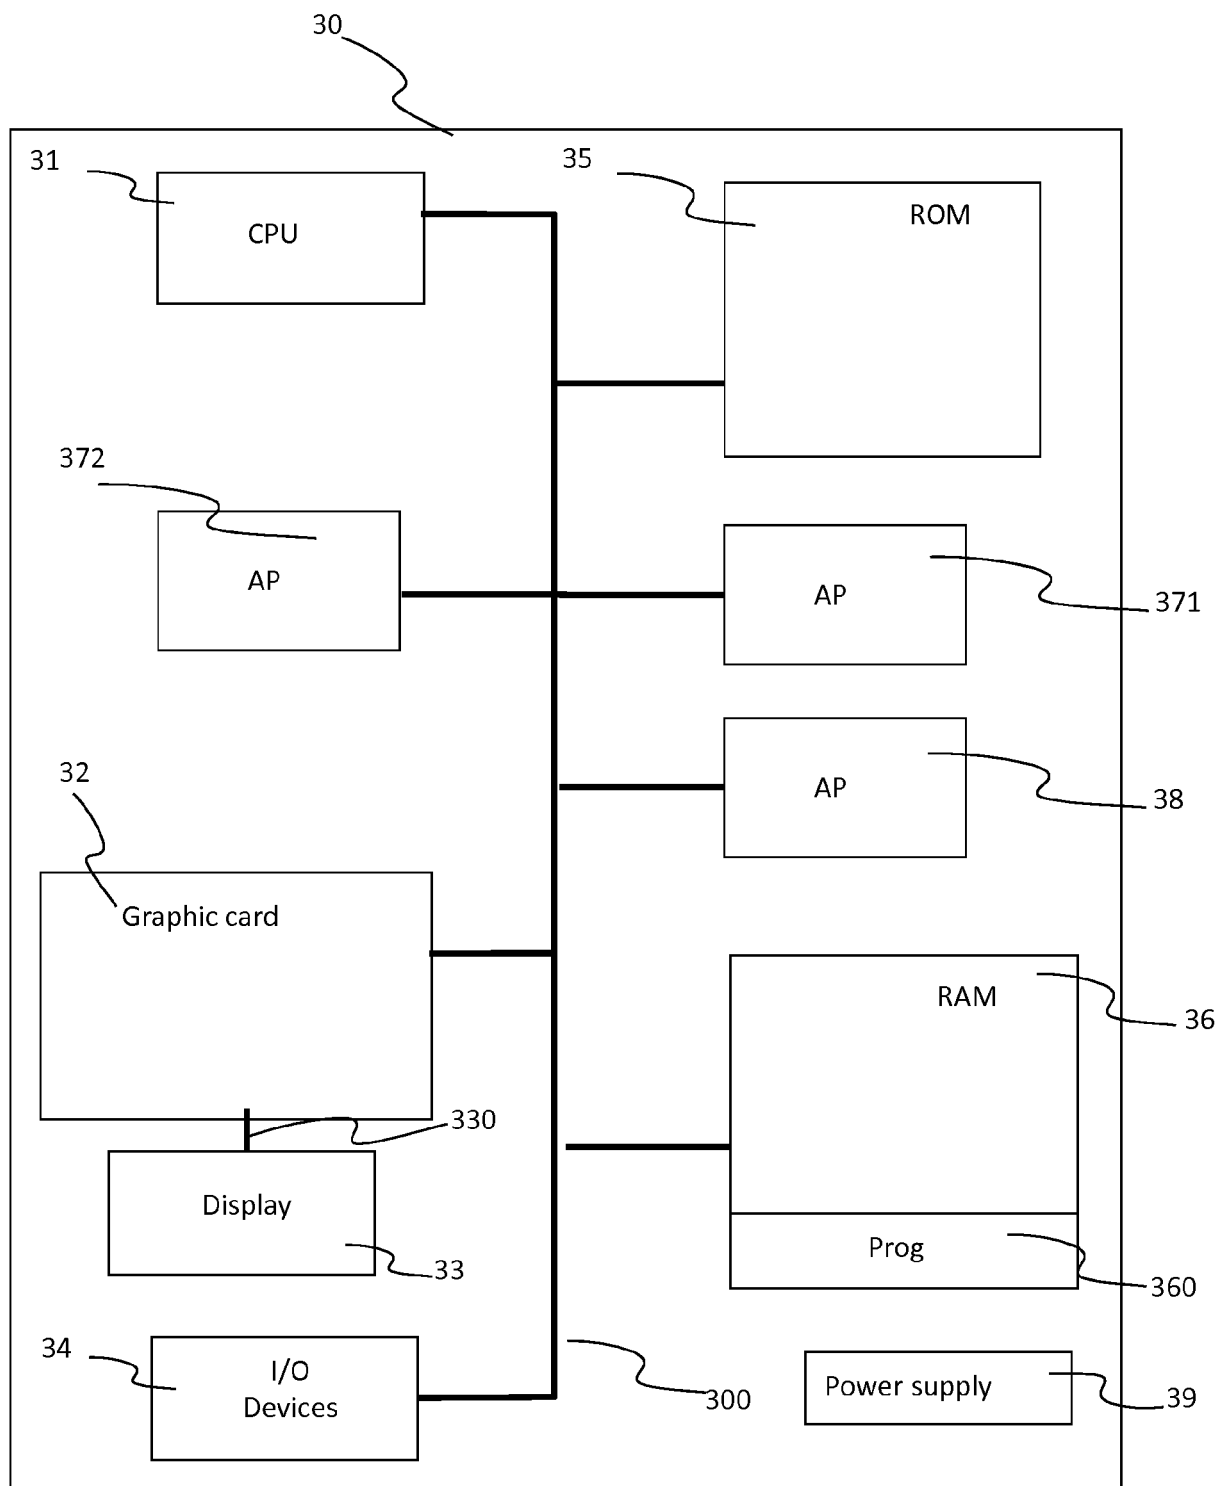 30
31
CPU
35
ROM
372
AP
AP
371
32
Graphic card
AP
38
RAM
36
330
Display
33
Prog
360
34
I/O
Devices
300
Power supply
39